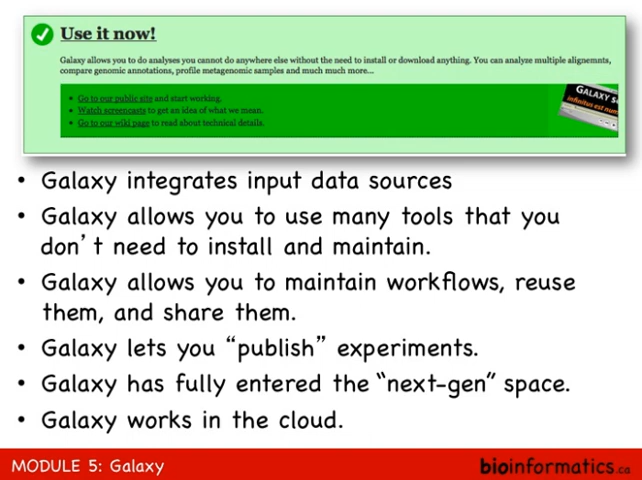 Use it now!
Galaxy allows you to do analyses you cannot do anywhere else without the need to install or download anything. You can analyze multiple alignemnts,
compare genomic annotations, profile metagenomic samples and much much more...
• Go to our public site and start working.
• Watch screencasts to get an idea of what we mean.
• Go to our wiki page to read about technical details.
GALAXY
infinitus est num
• Galaxy integrates input data sources
• Galaxy allows you to use many tools that you
don't need to install and maintain.
• Galaxy allows you to maintain workflows, reuse
them, and share them.
• Galaxy lets you “publish” experiments.
• Galaxy has fully entered the “next-gen” space.
• Galaxy works in the cloud.
MODULE 5: Galaxy
bioinformatics.ca